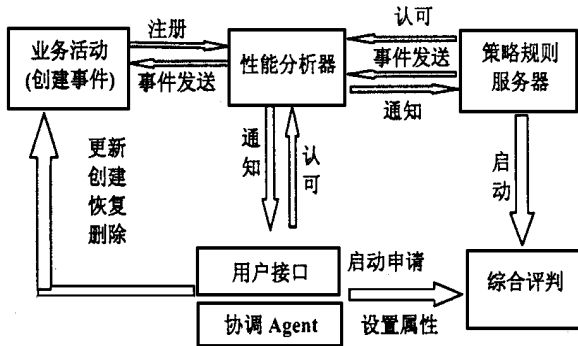 认可
注册
业务活动
(创建事件)
性能分析器
策略规则
服务器
事件发送
事件发送
通知
更新
创建
恢复
删除
通知
认可
启动
用户接口
启动申请
综合评判
协调 Agent
设置属性